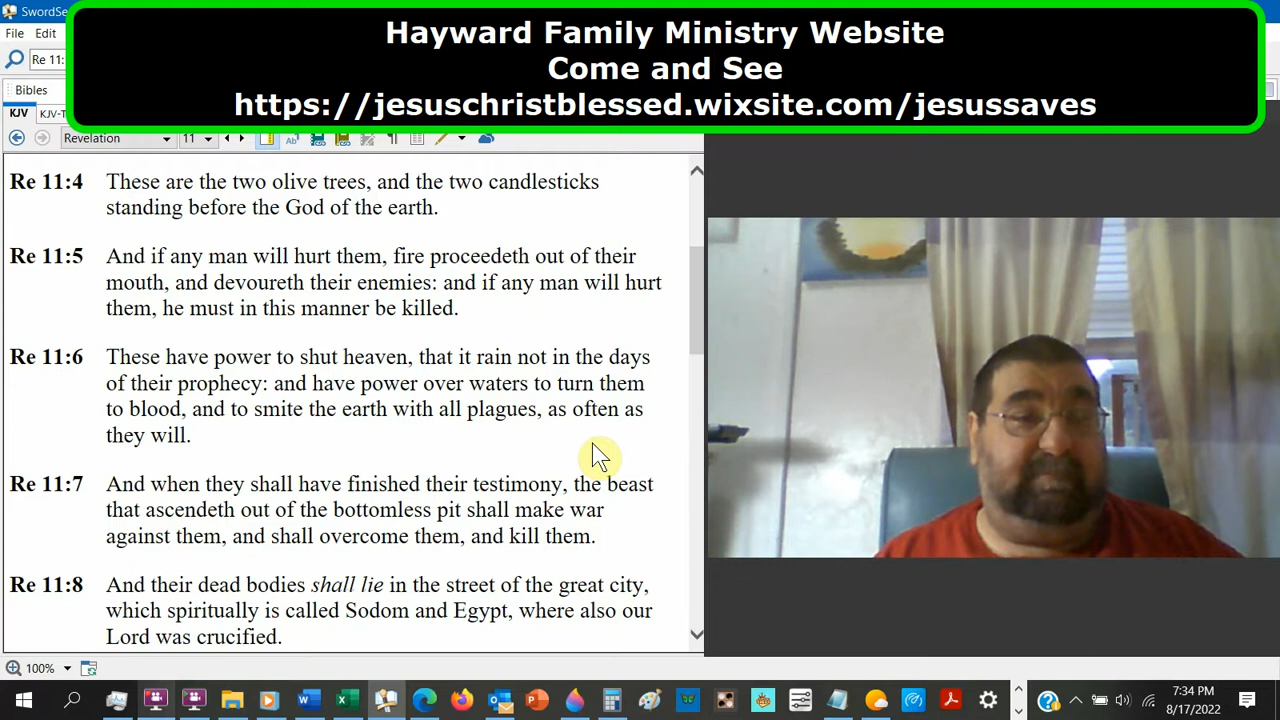 SwordSe
Hayward Family Ministry Website
Come and See
https://jesuschristblessed.wixsite.com/jesussaves
File Edit
Re 11:
Bibles
KJV KJV-T
Revelation 11
Re 11:4 These are the two olive trees, and the two candlesticks
standing before the God of the earth.
Re 11:5 And if any man will hurt them, fire proceedeth out of their
mouth, and devoureth their enemies: and if any man will hurt
them, he must in this manner be killed.
Re 11:6 These have power to shut heaven, that it rain not in the days
of their prophecy: and have power over waters to turn them
to blood, and to smite the earth with all plagues, as often as
they will.
Re 11:7 And when they shall have finished their testimony, the beast
that ascendeth out of the bottomless pit shall make war
against them, and shall overcome them, and kill them.
Re 11:8 And their dead bodies shall lie in the street of the great city,
which spiritually is called Sodom and Egypt, where also our
Lord was crucified.
100%
7:34 PM
8/17/2022